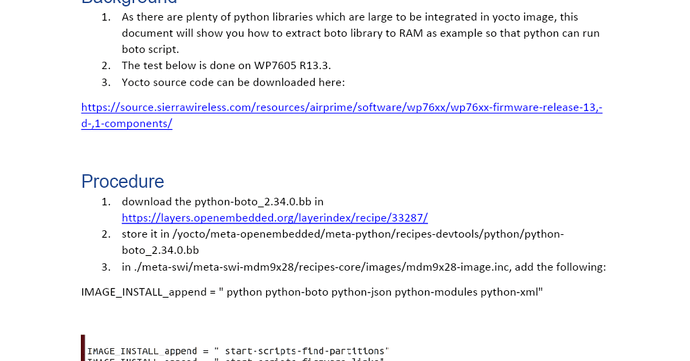 Background
1. As there are plenty of python libraries which are large to be integrated in yocto image, this
document will show you how to extract boto library to RAM as example so that python can run
boto script.
2. The test below is done on WP7605 R13.3.
3. Yocto source code can be downloaded here:
https://source.sierrawireless.com/resources/airprime/software/wp76xx/wp76xx-firmware-release-13,-
d-,1-components/
Procedure
1. download the python-boto_2.34.0.bb in
https://layers.openembedded.org/layerindex/recipe/33287/
2. store it in /yocto/meta-openembedded/meta-python/recipes-devtools/python/python-
boto_2.34.0.bb
3. in ./meta-swi/meta-swi-mdm9x28/recipes-core/images/mdm9x28-image.inc, add the following:
IMAGE_INSTALL_append = " python python-boto python-json python-modules python-xml"
IMAGE_INSTALL_append = " start-scripts-find-partitions"
IMAGE_INSTALL_append = " start-scripts-firmware-links"